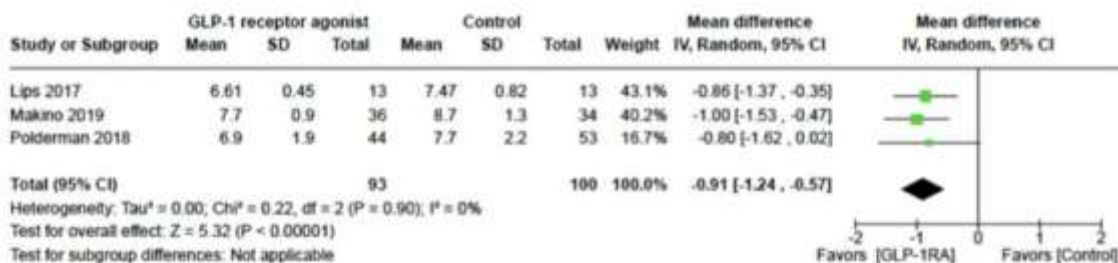 GLP-1 receptor agonist Control Mean difference Mean difference
Study or Subgroup Mean SD Total Mean SD Total Weight IV, Random, 95% CI IV, Random, 95% CI
Lips 2017 6.61 0.45 13 7.47 0.82 13 43.1% -0.86 [-1.37 , -0.35]
Makino 2019 7.7 0.9 36 8.7 1.3 34 40.2% -1.00 [-1.53 , -0.47]
Polderman 2018 6.9 1.9 44 7.7 2.2 53 16.7% -0.80 [-1.62 , 0.02]
Total (95% CI) 93 100 100.0% -0.91 [-1.24 , -0.57]
Heterogeneity: Tau² = 0.00; Chi² = 0.22, df = 2 (P = 0.90); I² = 0%
Test for overall effect: Z = 5.32 (P < 0.00001)
-2 -1 0 1 2
Test for subgroup differences: Not applicable Favors [GLP-1RA] Favors [Control]